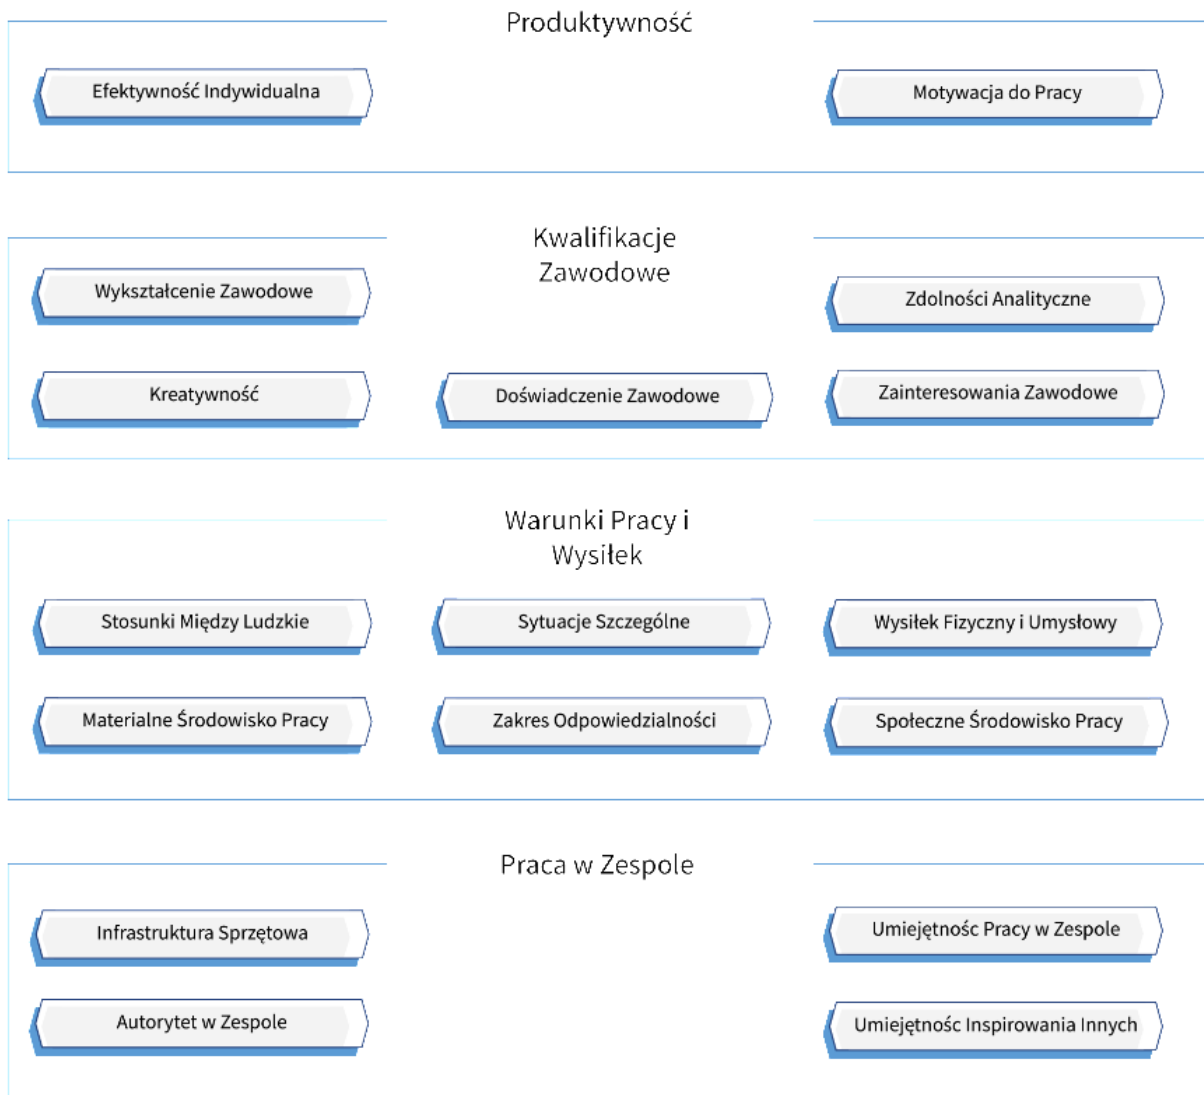 Produktywność
Efektywność Indywidualna
Motywacja do Pracy
Kwalifikacje
Zawodowe
Wykształcenie Zawodowe
Zdolności Analityczne
Kreatywność
Doświadczenie Zawodowe
Zainteresowania Zawodowe
Warunki Pracy i
Wysiłek
Stosunki Między Ludzkie
Sytuacje Szczególne
Wysiłek Fizyczny i Umysłowy
Materialne Środowisko Pracy
Zakres Odpowiedzialności
Społeczne Środowisko Pracy
Praca w Zespole
Infrastruktura Sprzętowa
Umiejętnośc Pracy w Zespole
Autorytet w Zespole
Umiejętnośc Inspirowania Innych